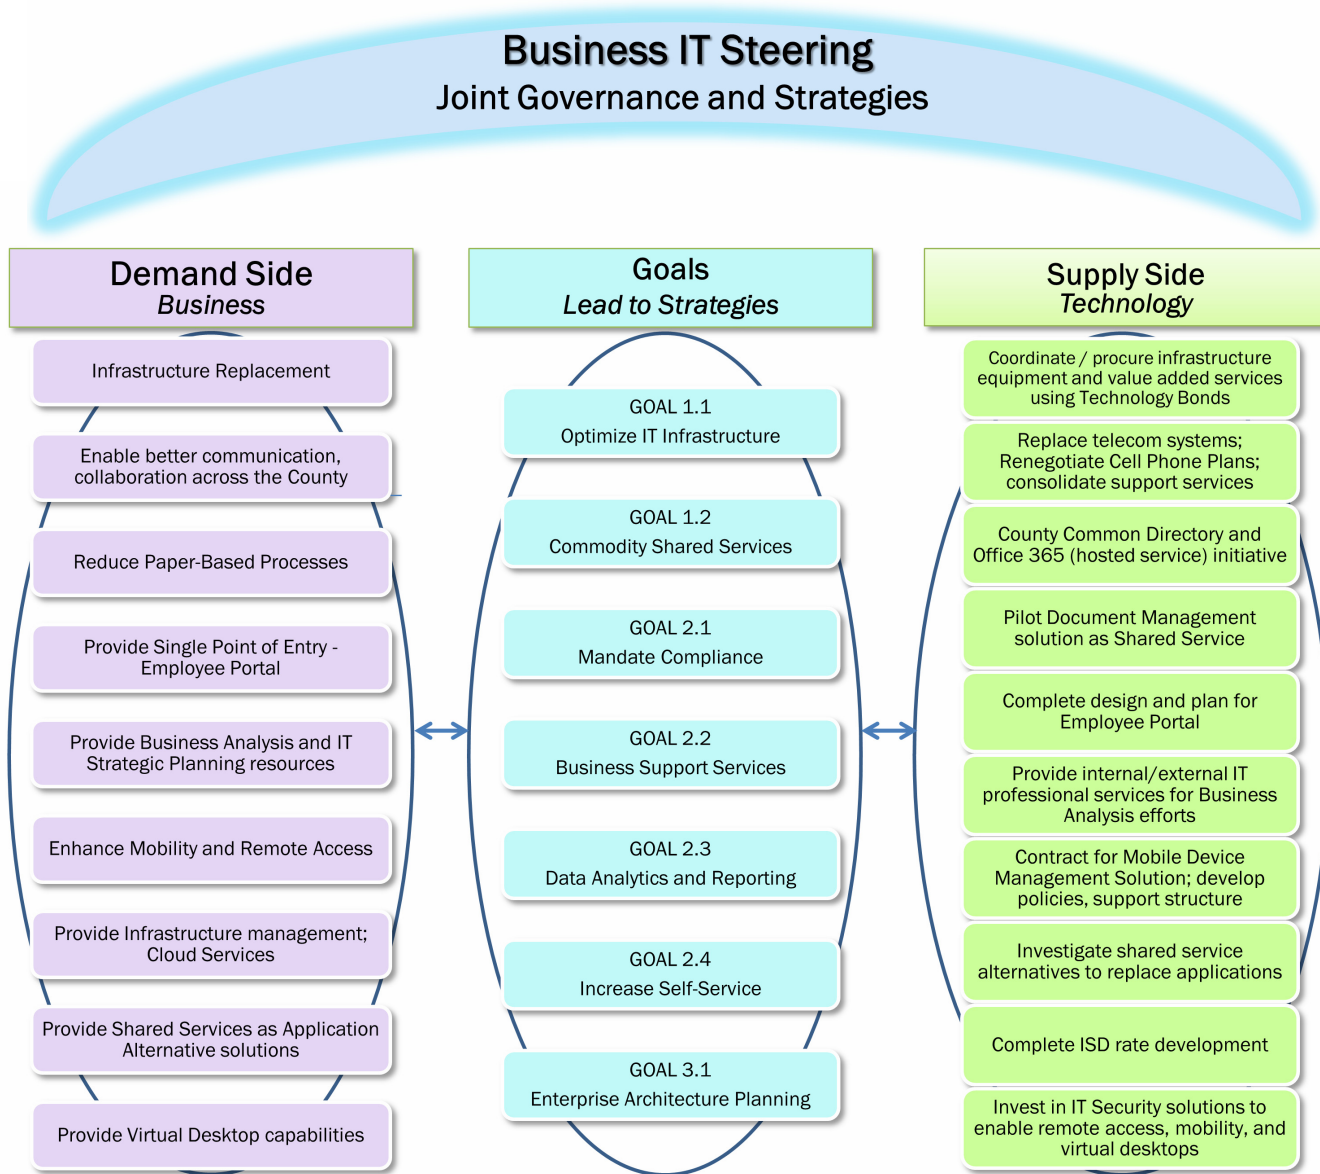 Business IT Steering
Joint Governance and Strategies
Demand Side
Business
Infrastructure Replacement
Enable better communication,
collaboration across the County
Reduce Paper-Based Processes
Provide Single Point of Entry -
Employee Portal
Provide Business Analysis and IT
Strategic Planning resources
Enhance Mobility and Remote Access
Provide Infrastructure management;
Cloud Services
Provide Shared Services as Application
Alternative solutions
Provide Virtual Desktop capabilities
Goals
Lead to Strategies
GOAL 1.1
Optimize IT Infrastructure
GOAL 1.2
Commodity Shared Services
GOAL 2.1
Mandate Compliance
GOAL 2.2
Business Support Services
GOAL 2.3
Data Analytics and Reporting
GOAL 2.4
Increase Self-Service
GOAL 3.1
Enterprise Architecture Planning
Supply Side
Technology
Coordinate / procure infrastructure
equipment and value added services
using Technology Bonds
Replace telecom systems;
Renegotiate Cell Phone Plans;
consolidate support services
County Common Directory and
Office 365 (hosted service) initiative
Pilot Document Management
solution as Shared Service
Complete design and plan for
Employee Portal
Provide internal/external IT
professional services for Business
Analysis efforts
Contract for Mobile Device
Management Solution; develop
policies, support structure
Investigate shared service
alternatives to replace applications
Complete ISD rate development
Invest in IT Security solutions to
enable remote access, mobility, and
virtual desktops